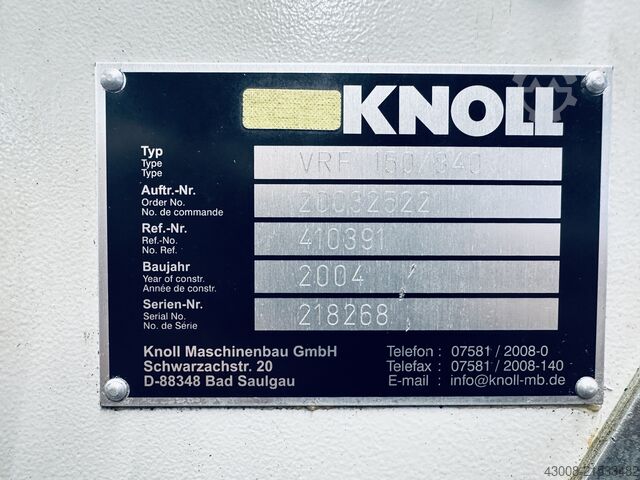 KNOLL
Typ
Type
Type
VRF 150/940
Auftr.-Nr.
Order No.
No. de commande
20032522
Ref.-Nr.
Ref.-No.
No. Ref.
410391
Baujahr
Year of constr.
Année de constr.
2004
Serien-Nr.
Serial No.
No. de Série
218268
Knoll Maschinenbau GmbH
Schwarzachstr. 20
D-88348 Bad Saulgau
Telefon : 07581 / 2008-0
Telefax : 07581 / 2008-140
E-mail : info@knoll-mb.de